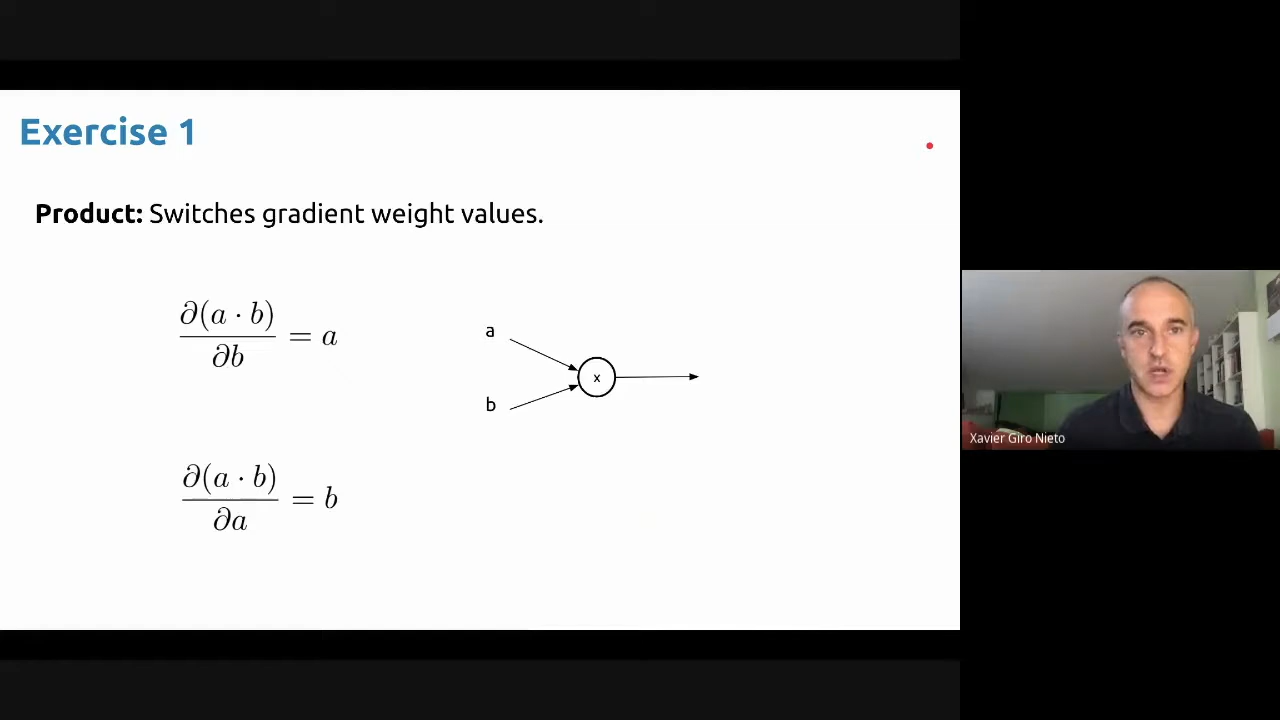 Exercise 1
Product: Switches gradient weight values.
∂(a · b)
∂b
= a
a
x
b
∂(a · b)
∂a
= b
Xavier Giro Nieto